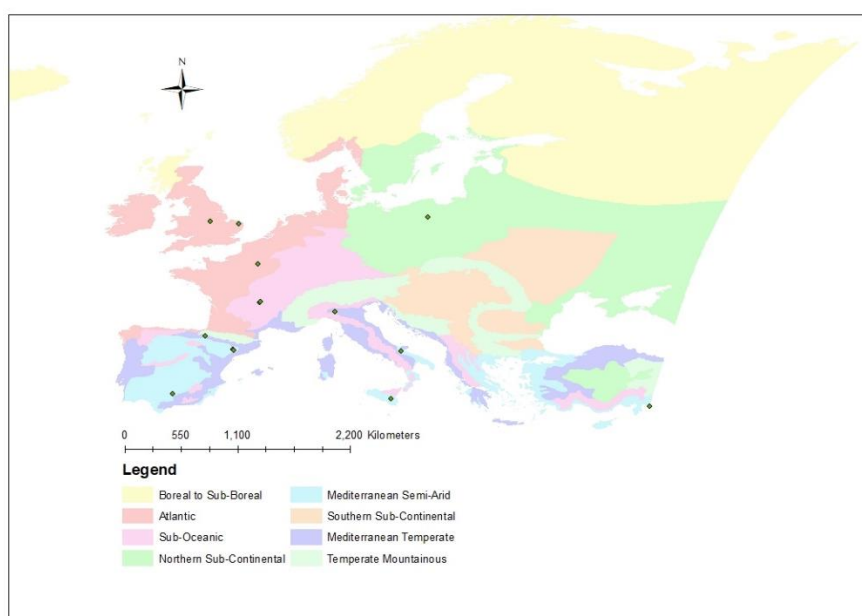 N
0 550 1,100 2,200 Kilometers
Legend
Boreal to Sub-Boreal
Atlantic
Sub-Oceanic
Northern Sub-Continental
Mediterranean Semi-Arid
Southern Sub-Continental
Mediterranean Temperate
Temperate Mountainous